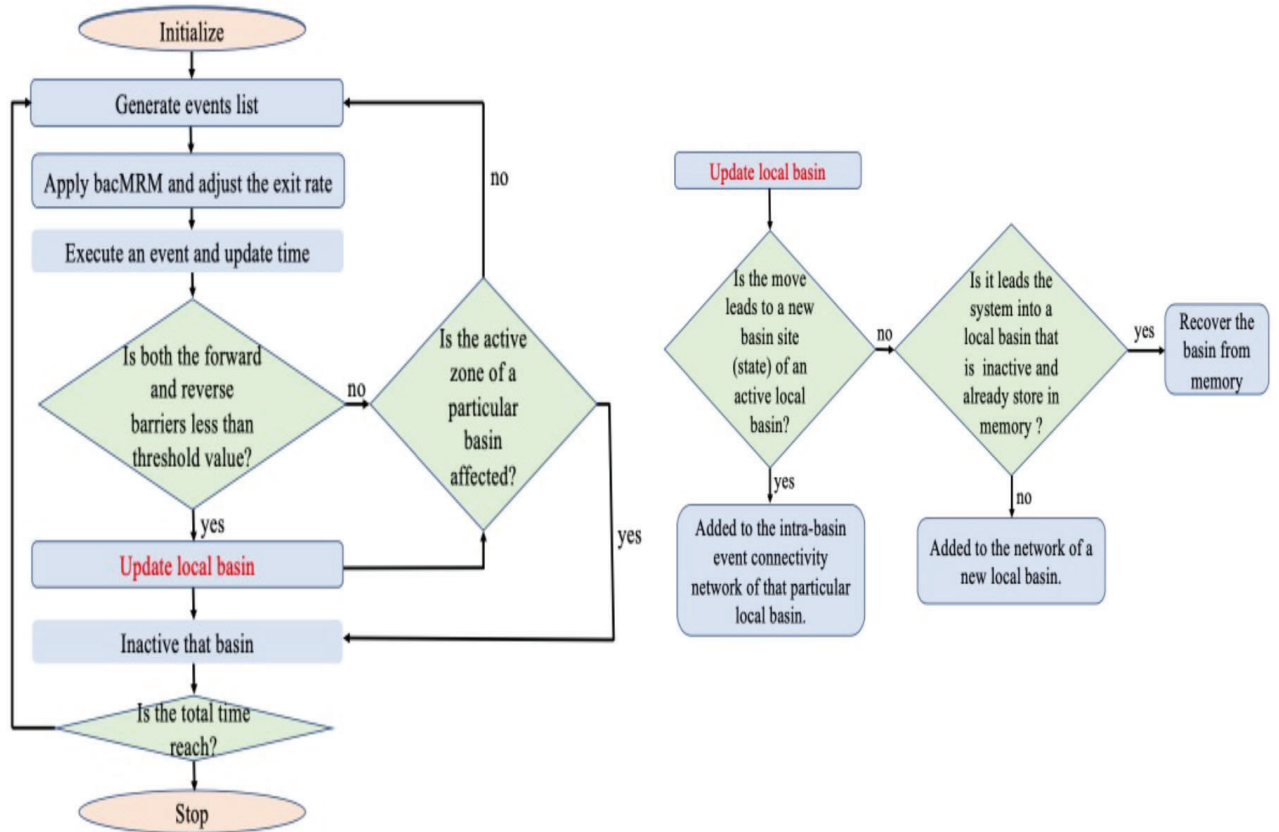 Initialize
Generate events list
Apply bacMRM and adjust the exit rate
Execute an event and update time
Is both the forward
and reverse
barriers less than
threshold value?
no
yes
Is the active
zone of a
particular
basin
affected?
no
yes
Update local basin
Inactive that basin
Is the total time
reach?
Stop
Update local basin
Is the move
leads to a new
basin site
(state) of an
active local
basin?
no
yes
Added to the intra-basin
event connectivity
network of that particular
local basin.
Is it leads the
system into a
local basin that
is inactive and
already store in
memory ?
yes
no
Recover the
basin from
memory
Added to the network of a
new local basin.